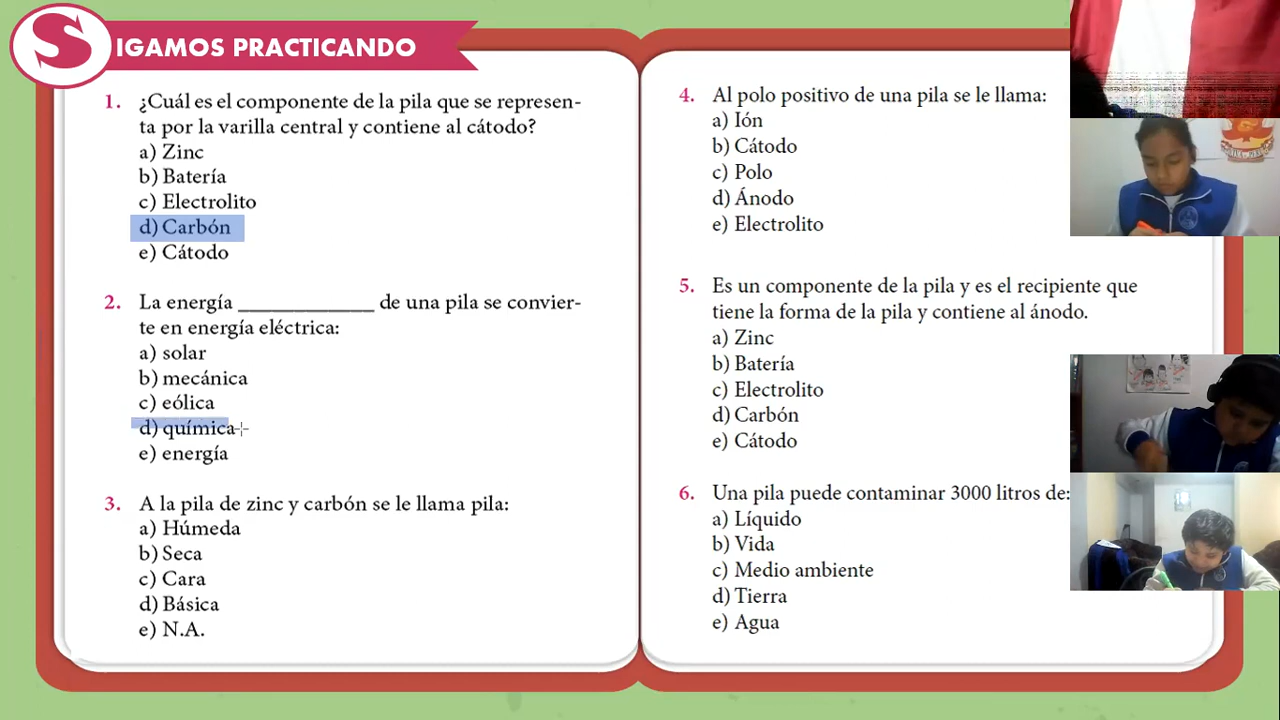 SIGAMOS PRACTICANDO
1. ¿Cuál es el componente de la pila que se represen-
ta por la varilla central y contiene al cátodo?
a) Zinc
b) Batería
c) Electrolito
d) Carbón
e) Cátodo
2. La energía ____________ de una pila se convier-
te en energía eléctrica:
a) solar
b) mecánica
c) eólica
d) química
e) energía
3. A la pila de zinc y carbón se le llama pila:
a) Húmeda
b) Seca
c) Cara
d) Básica
e) N.A.
4. Al polo positivo de una pila se le llama:
a) Ión
b) Cátodo
c) Polo
d) Ánodo
e) Electrolito
5. Es un componente de la pila y es el recipiente que
tiene la forma de la pila y contiene al ánodo.
a) Zinc
b) Batería
c) Electrolito
d) Carbón
e) Cátodo
6. Una pila puede contaminar 3000 litros de:
a) Líquido
b) Vida
c) Medio ambiente
d) Tierra
e) Agua